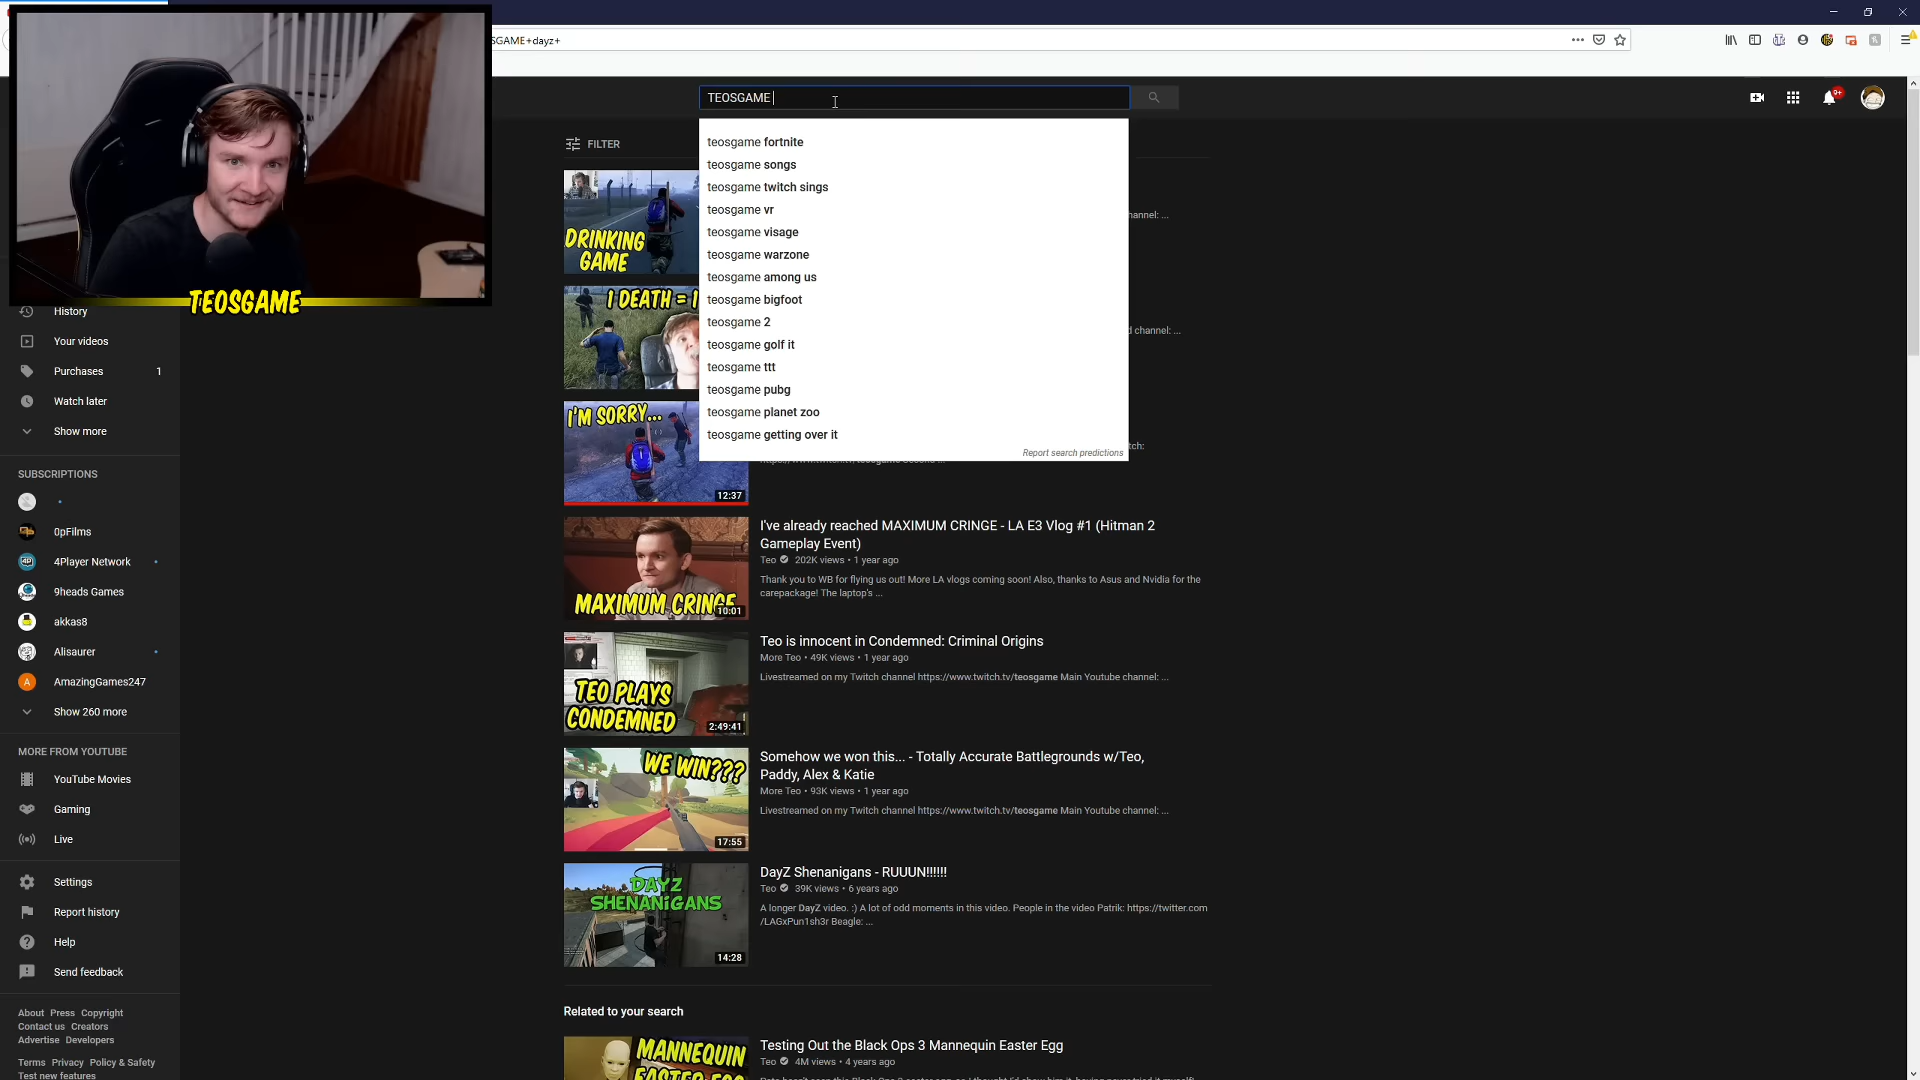 SGAME+dayz+
TEOSGAME
teosgame fortnite
teosgame songs
teosgame twitch sings
teosgame vr
teosgame visage
teosgame warzone
teosgame among us
teosgame bigfoot
teosgame 2
teosgame golf it
teosgame ttt
teosgame pubg
teosgame planet zoo
teosgame getting over it
Report search predictions
9+
FILTER
TEOSGAME
History
Your videos
Purchases 1
Watch later
Show more
SUBSCRIPTIONS
0pFilms
4Player Network
9heads Games
akkas8
Alisaurer
A
AmazingGames247
Show 260 more
MORE FROM YOUTUBE
YouTube Movies
Gaming
Live
Settings
Report history
Help
Send feedback
About Press Copyright
Contact us Creators
Advertise Developers
Terms Privacy Policy & Safety
Test new features
DRINKING
GAME
hannel: ...
1 DEATH = 1
d channel: ...
I'M SORRY...
12:37
tch:
MAXIMUM CRINGE
10:01
I've already reached MAXIMUM CRINGE - LA E3 Vlog #1 (Hitman 2
Gameplay Event)
Teo 202K views • 1 year ago
Thank you to WB for flying us out! More LA vlogs coming soon! Also, thanks to Asus and Nvidia for the
carepackage! The laptop's ...
TEO PLAYS
CONDEMNED
2:49:41
Teo is innocent in Condemned: Criminal Origins
More Teo • 49K views • 1 year ago
Livestreamed on my Twitch channel https://www.twitch.tv/teosgame Main Youtube channel: ...
WE WIN???
17:55
Somehow we won this... - Totally Accurate Battlegrounds w/Teo,
Paddy, Alex & Katie
More Teo • 93K views • 1 year ago
Livestreamed on my Twitch channel https://www.twitch.tv/teosgame Main Youtube channel: ...
DAYZ
SHENANIGANS
14:28
DayZ Shenanigans - RUUUN!!!!!!
Teo 39K views • 6 years ago
A longer DayZ video. :) A lot of odd moments in this video. People in the video Patrik: https://twitter.com
/LAGxPun1sh3r Beagle: ...
Related to your search
MANNEQUIN
Testing Out the Black Ops 3 Mannequin Easter Egg
Teo 4M views • 4 years ago